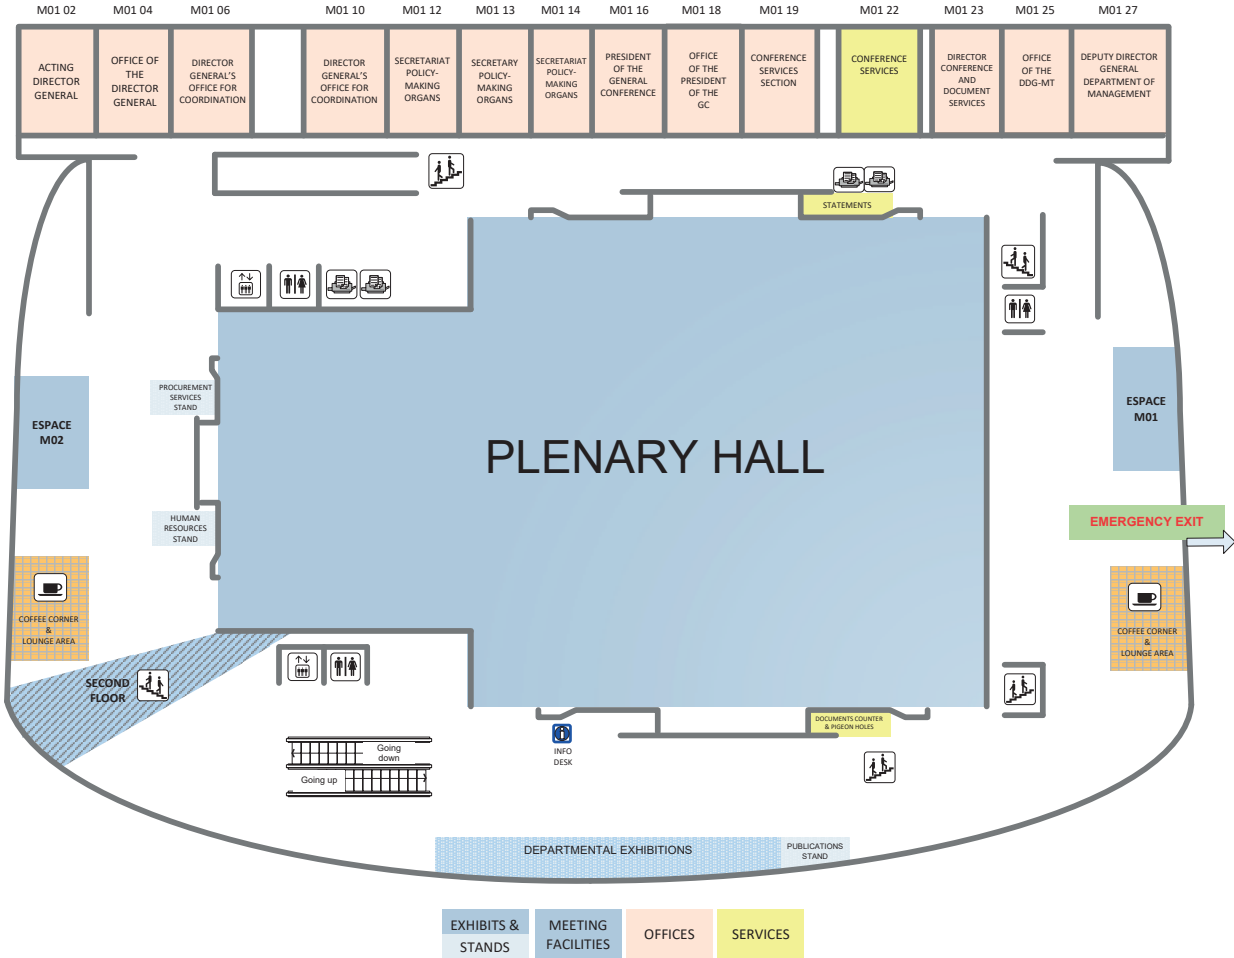 M01 02
M01 04
M01 06
M01 10
M01 12
M01 13
M01 14
M01 16
M01 18
M01 19
M01 22
M01 23
M01 25
M01 27
ACTING
DIRECTOR
GENERAL
OFFICE OF
THE
DIRECTOR
GENERAL
DIRECTOR
GENERAL'S
OFFICE FOR
COORDINATION
DIRECTOR
GENERAL'S
OFFICE FOR
COORDINATION
SECRETARIAT
POLICY-
MAKING
ORGANS
SECRETARY
POLICY-
MAKING
ORGANS
SECRETARIAT
POLICY-
MAKING
ORGANS
PRESIDENT
OF THE
GENERAL
CONFERENCE
OFFICE
OF THE
PRESIDENT
OF THE
GC
CONFERENCE
SERVICES
SECTION
CONFERENCE
SERVICES
DIRECTOR
CONFERENCE
AND
DOCUMENT
SERVICES
OFFICE
OF THE
DDG-MT
DEPUTY DIRECTOR
GENERAL
DEPARTMENT OF
MANAGEMENT
STATEMENTS
PROCUREMENT
SERVICES
STAND
ESPACE
M02
ESPACE
M01
PLENARY HALL
HUMAN
RESOURCES
STAND
EMERGENCY EXIT
COFFEE CORNER
&
LOUNGE AREA
COFFEE CORNER
&
LOUNGE AREA
SECOND
FLOOR
DOCUMENTS COUNTER
& PIGEON HOLES
INFO
DESK
Going
down
Going up
DEPARTMENTAL EXHIBITIONS
PUBLICATIONS
STAND
EXHIBITS &
STANDS
MEETING
FACILITIES
OFFICES
SERVICES